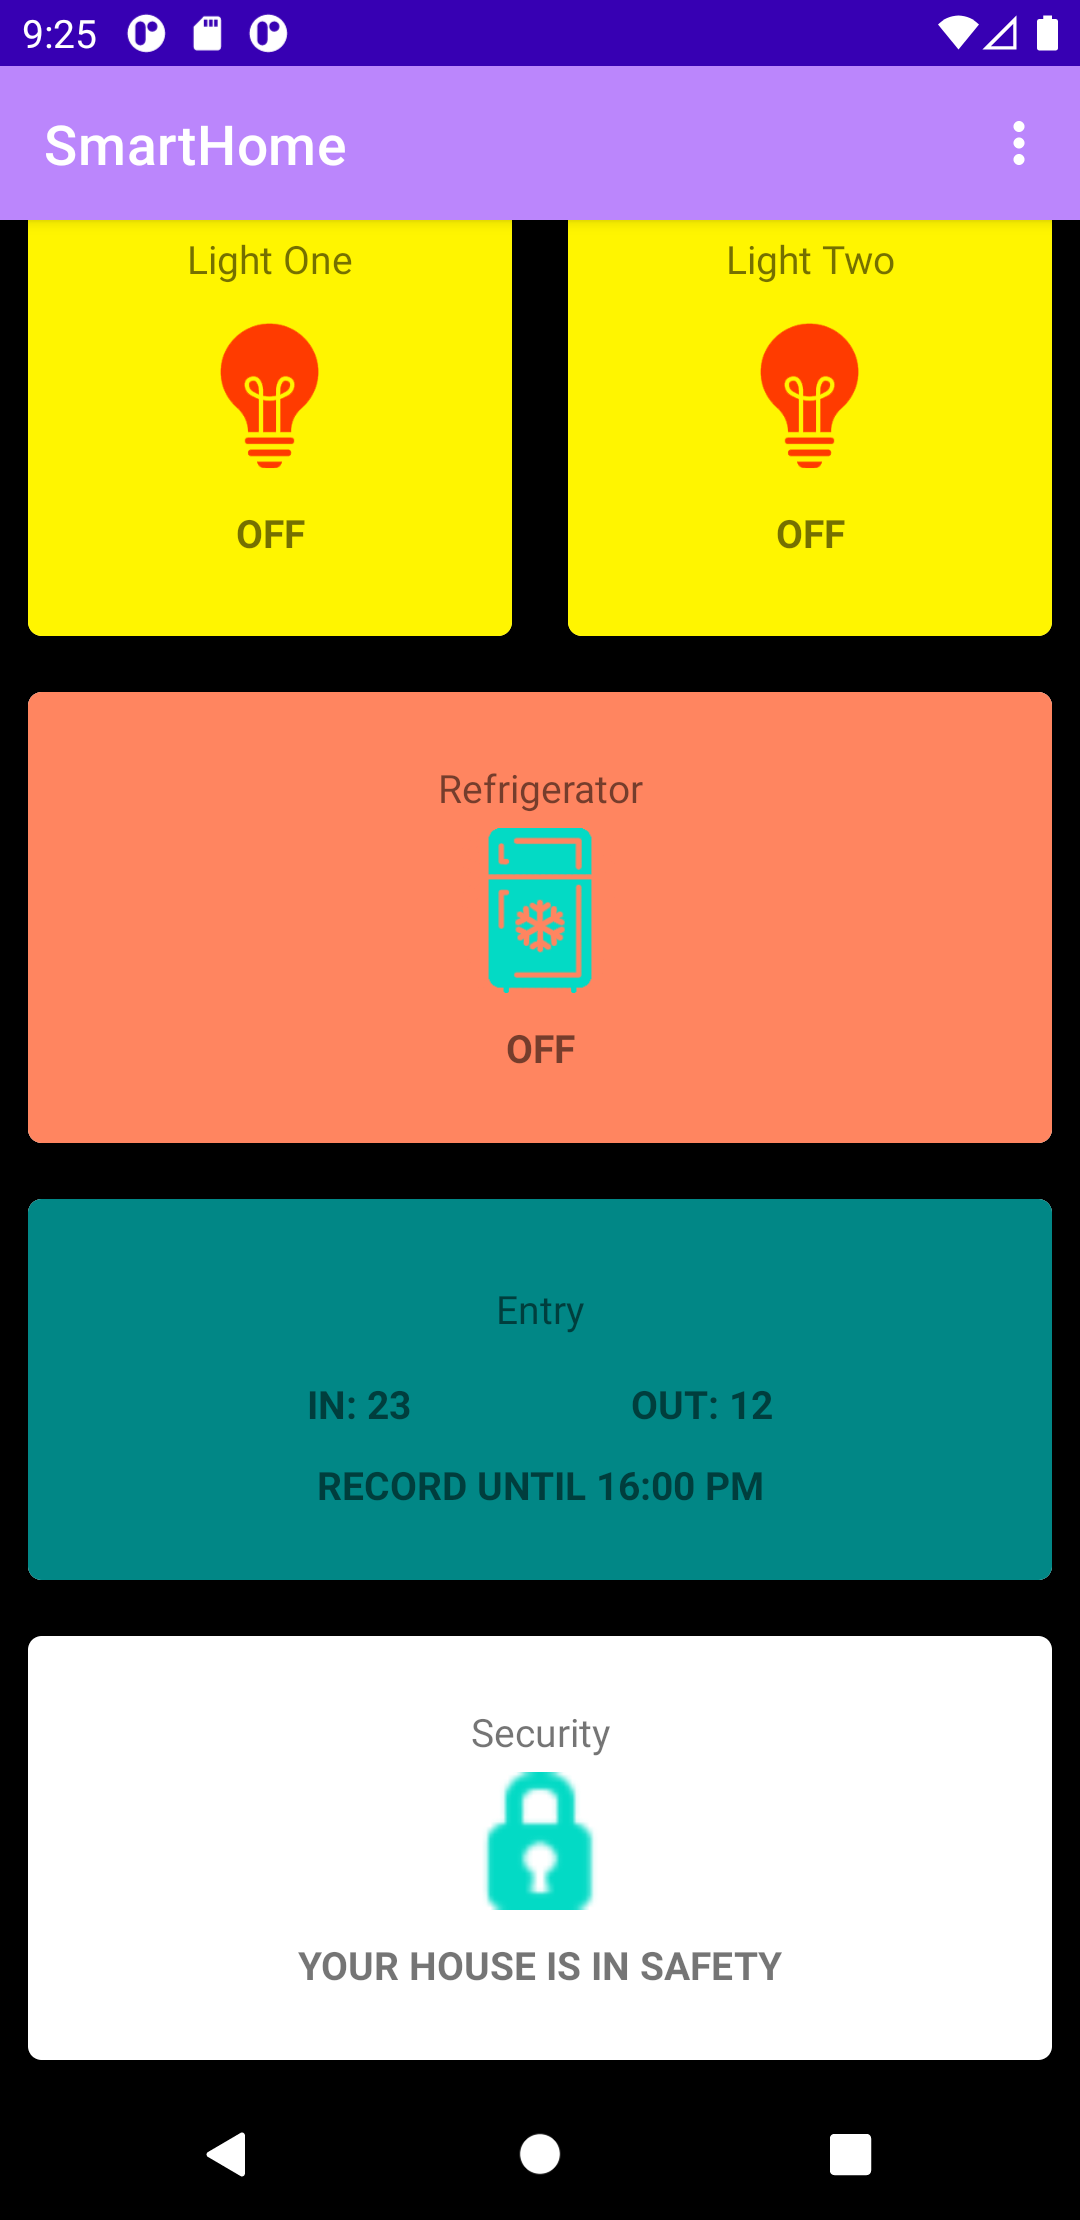 9:25
SmartHome
Light One
Light Two
OFF
OFF
Refrigerator
OFF
Entry
IN: 23
OUT: 12
RECORD UNTIL 16:00 PM
Security
YOUR HOUSE IS IN SAFETY